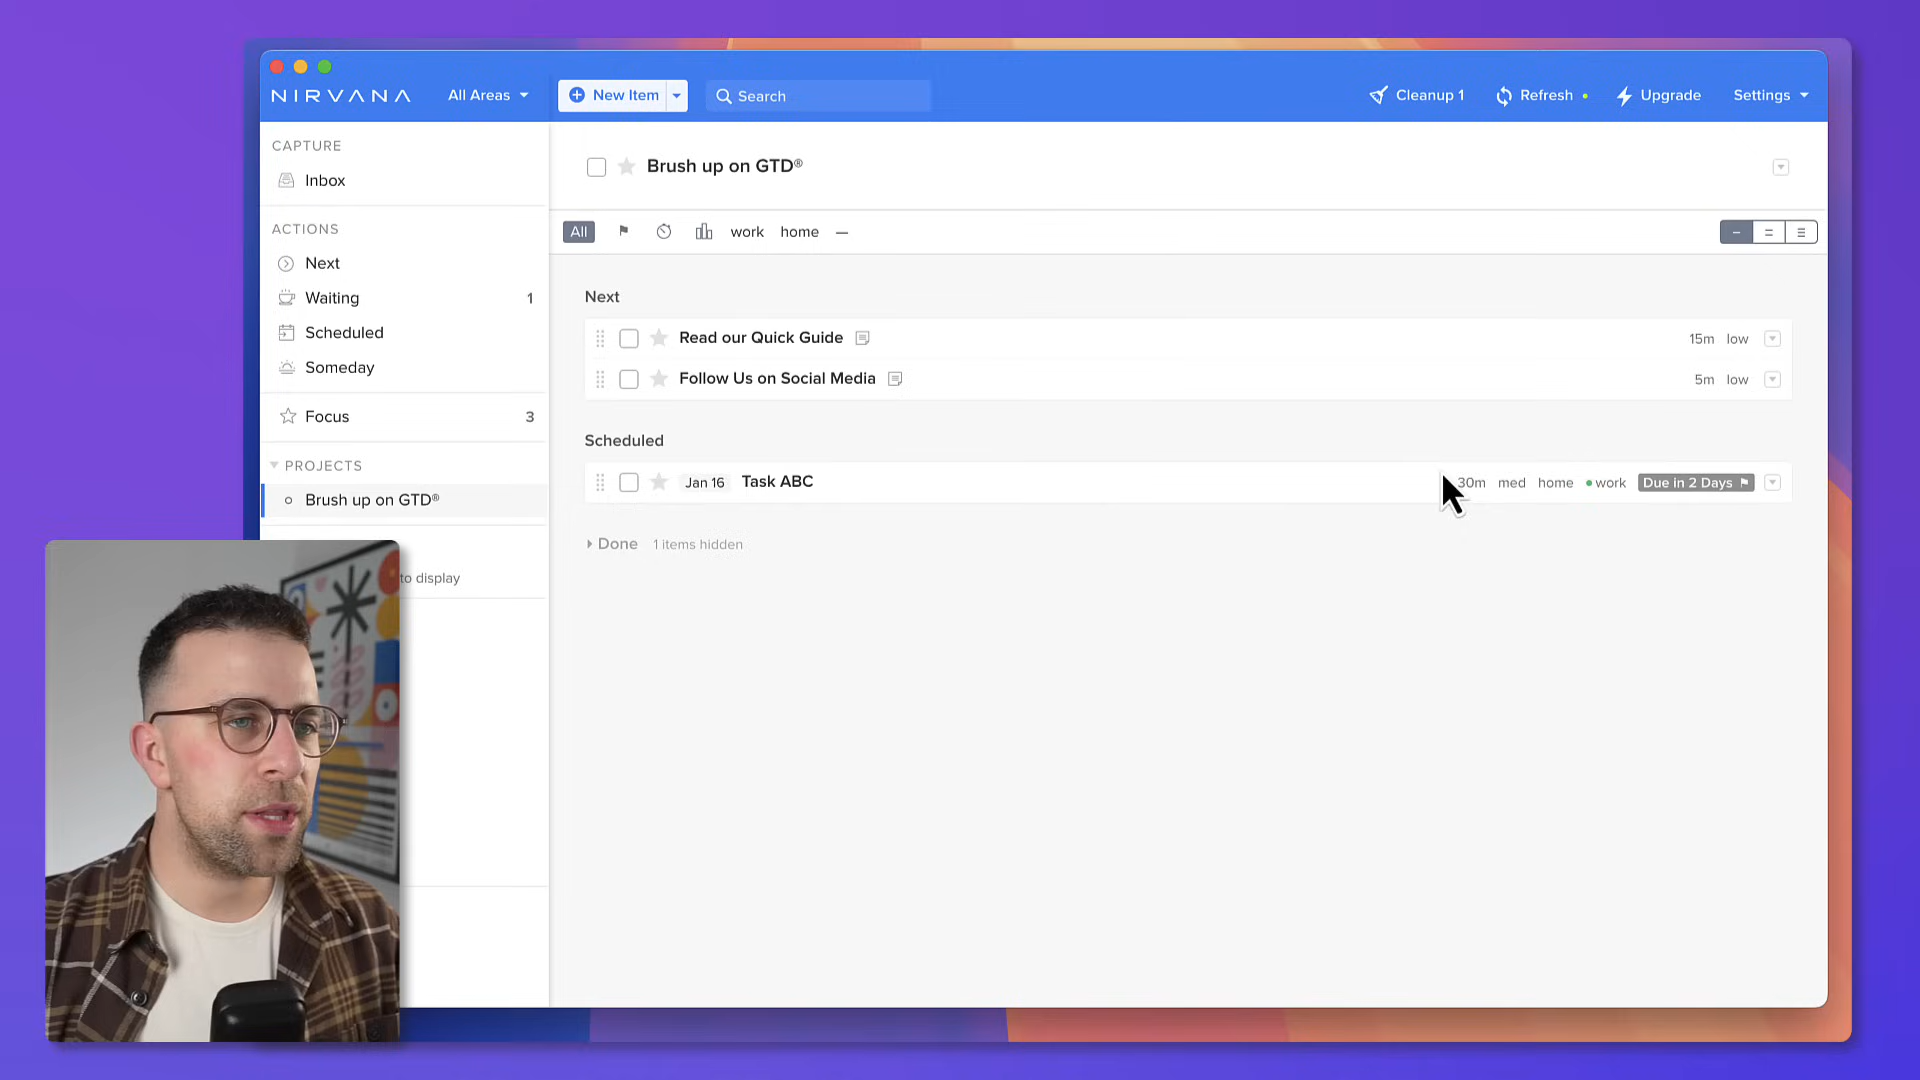 NIRVANA
All Areas
New Item
Search
Cleanup 1
Refresh
Upgrade
Settings
CAPTURE
Inbox
ACTIONS
Next
Waiting 1
Scheduled
Someday
Focus 3
PROJECTS
Brush up on GTD®
to display
Brush up on GTD®
All work home —
Next
Read our Quick Guide 15m low
Follow Us on Social Media 5m low
Scheduled
Jan 16 Task ABC 30m med home work Due in 2 Days
Done 1 items hidden